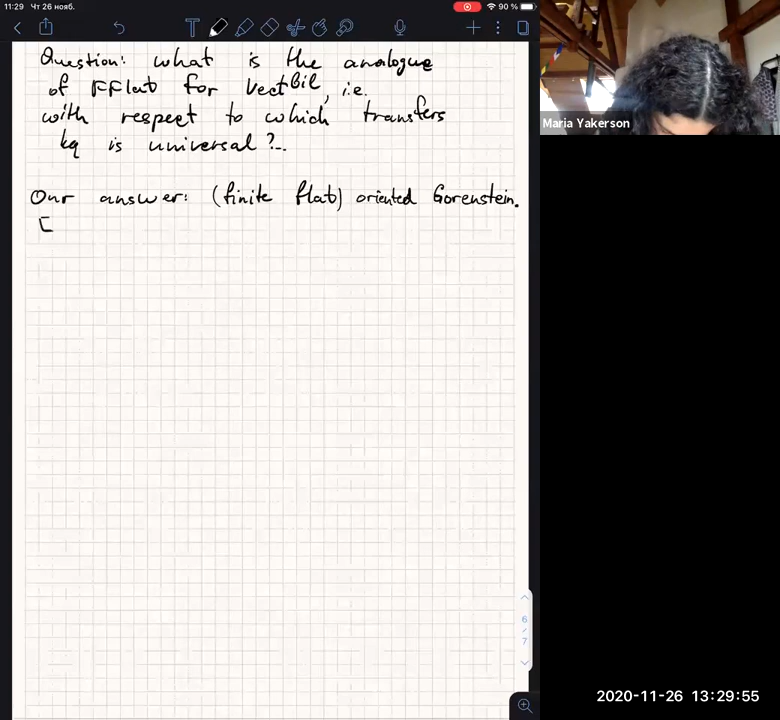 11:29 Чт 26 нояб.
90 %
Question: what is the analogue
of FFlat for Vect^Bil, i.e.
with respect to which transfers
kq is universal ?..
Our answer: (finite flat) oriented Gorenstein.
[
6
/
7
Maria Yakerson
2020-11-26 13:29:55